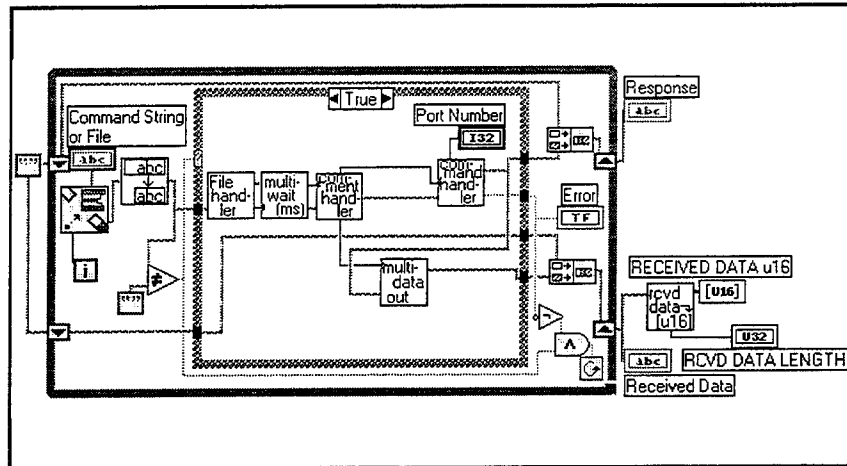 True
Response
abc
Command String
or File
abc
Port Number
I32
""
abc
abc
File
hand-
ler
multi-
wait
(ms)
com-
ment
handler
com-
mand
handler
Error
TF
i
""
≠
multi-
data
out
RECEIVED DATA u16
rcvd
data
[u16]
[U16]
U32
RCVD DATA LENGTH
abc
Received Data
∧